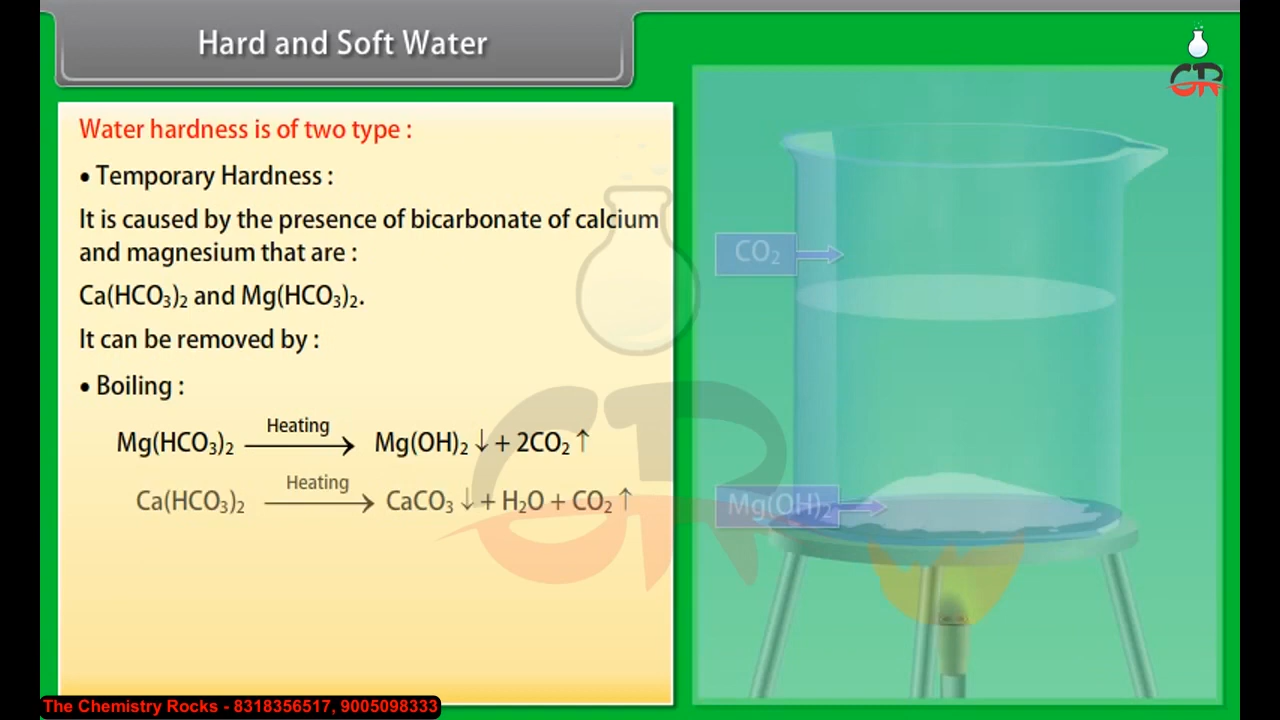 Hard and Soft Water
CR
Water hardness is of two type :
• Temporary Hardness :
It is caused by the presence of bicarbonate of calcium
and magnesium that are :
Ca(HCO₃)₂ and Mg(HCO₃)₂.
It can be removed by :
• Boiling :
Heating
Mg(HCO₃)₂ ⟶ Mg(OH)₂ ↓ + 2CO₂ ↑
Heating
Ca(HCO₃)₂ ⟶ CaCO₃ ↓ + H₂O + CO₂ ↑
CR
CO₂
Mg(OH)₂
The Chemistry Rocks - 8318356517, 9005098333